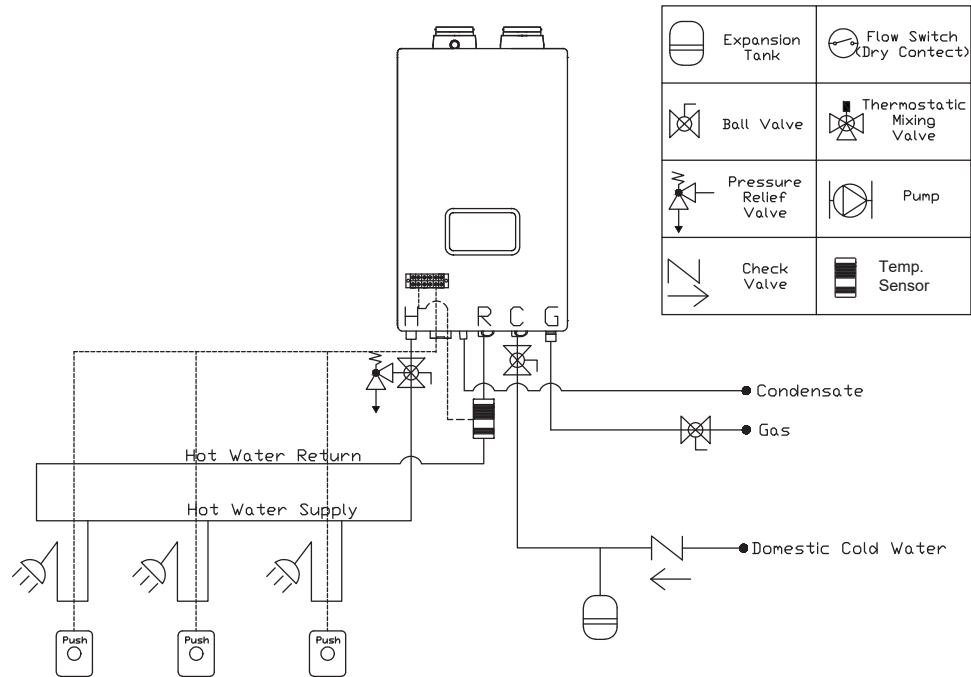 Expansion
Tank
Flow Switch
(Dry Contect)
Ball Valve
Thermostatic
Mixing
Valve
Pressure
Relief
Valve
Pump
Check
Valve
Temp.
Sensor
H
R
C
G
Condensate
Gas
Hot Water Return
Hot Water Supply
Domestic Cold Water
Push
Push
Push